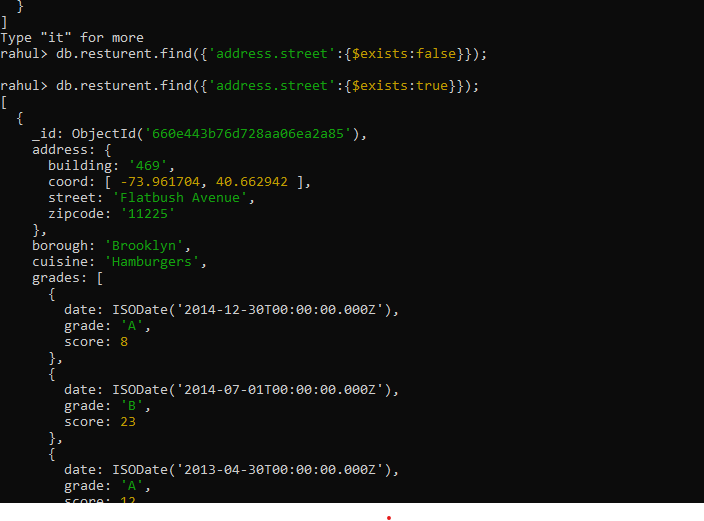 }
]
Type "it" for more
rahul> db.resturent.find({'address.street':{$exists:false}});

rahul> db.resturent.find({'address.street':{$exists:true}});
[
  {
    _id: ObjectId('660e443b76d728aa06ea2a85'),
    address: {
      building: '469',
      coord: [ -73.961704, 40.662942 ],
      street: 'Flatbush Avenue',
      zipcode: '11225'
    },
    borough: 'Brooklyn',
    cuisine: 'Hamburgers',
    grades: [
      {
        date: ISODate('2014-12-30T00:00:00.000Z'),
        grade: 'A',
        score: 8
      },
      {
        date: ISODate('2014-07-01T00:00:00.000Z'),
        grade: 'B',
        score: 23
      },
      {
        date: ISODate('2013-04-30T00:00:00.000Z'),
        grade: 'A',
        score: 12